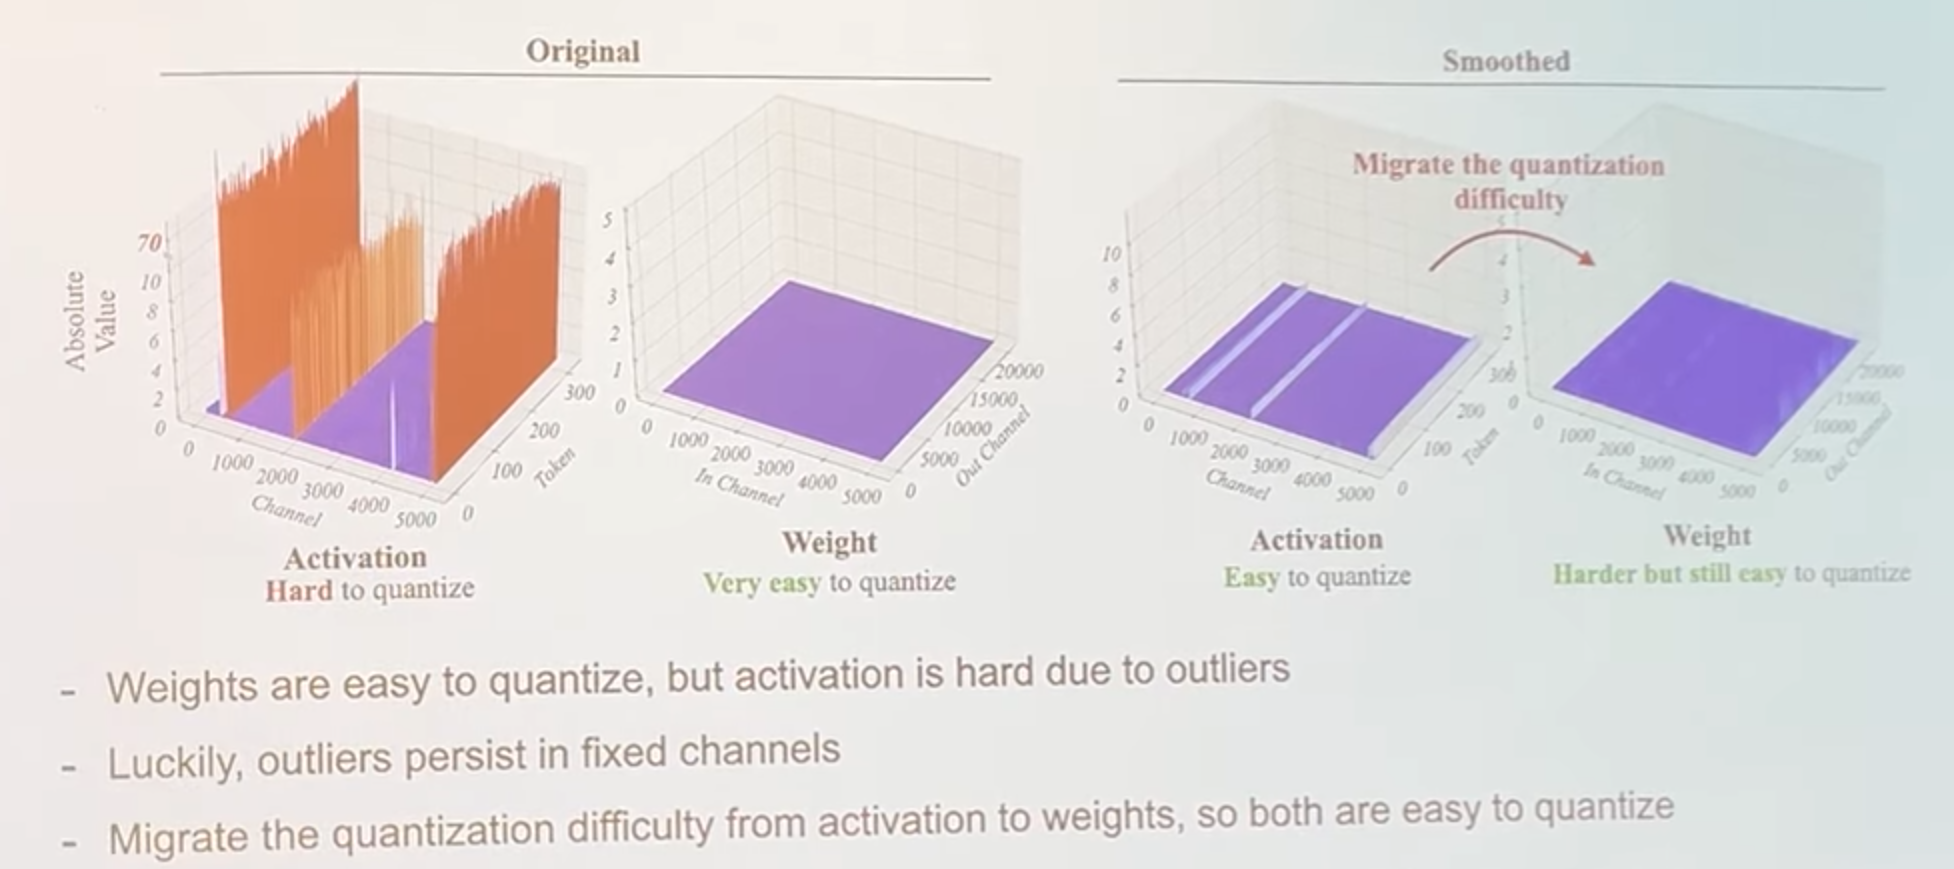 Original
Smoothed
Migrate the quantization
difficulty
Absolute
Value
70
10
8
6
4
2
0
0
1000
2000
3000
4000
5000
Channel
0
100
200
300
Token
5
4
3
2
1
0
0
1000
2000
3000
4000
5000
In Channel
0
5000
10000
15000
20000
Out Channel
10
8
6
4
2
0
0
1000
2000
3000
4000
5000
Channel
0
100
200
300
Token
5
4
3
2
0
0
1000
2000
3000
4000
5000
In Channel
0
5000
10000
15000
20000
Out Channel
Activation
Hard to quantize
Weight
Very easy to quantize
Activation
Easy to quantize
Weight
Harder but still easy to quantize
- Weights are easy to quantize, but activation is hard due to outliers
- Luckily, outliers persist in fixed channels
- Migrate the quantization difficulty from activation to weights, so both are easy to quantize